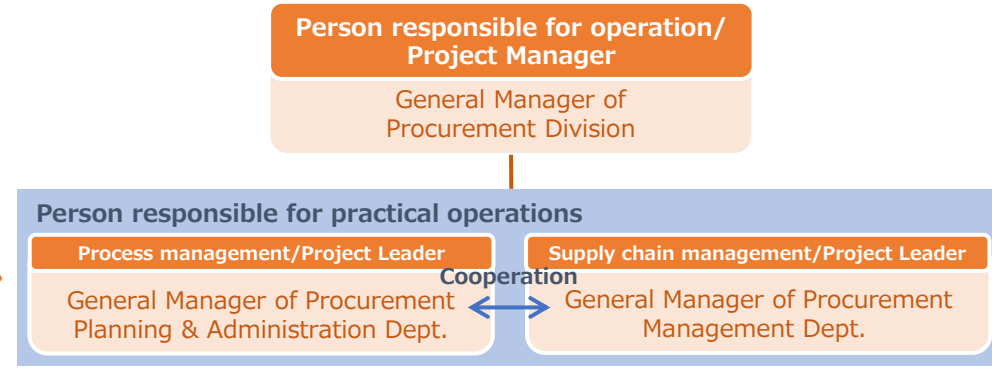 Person responsible for operation/
Project Manager
General Manager of
Procurement Division
Person responsible for practical operations
Process management/Project Leader
General Manager of Procurement
Planning & Administration Dept.
Cooperation
Supply chain management/Project Leader
General Manager of Procurement
Management Dept.